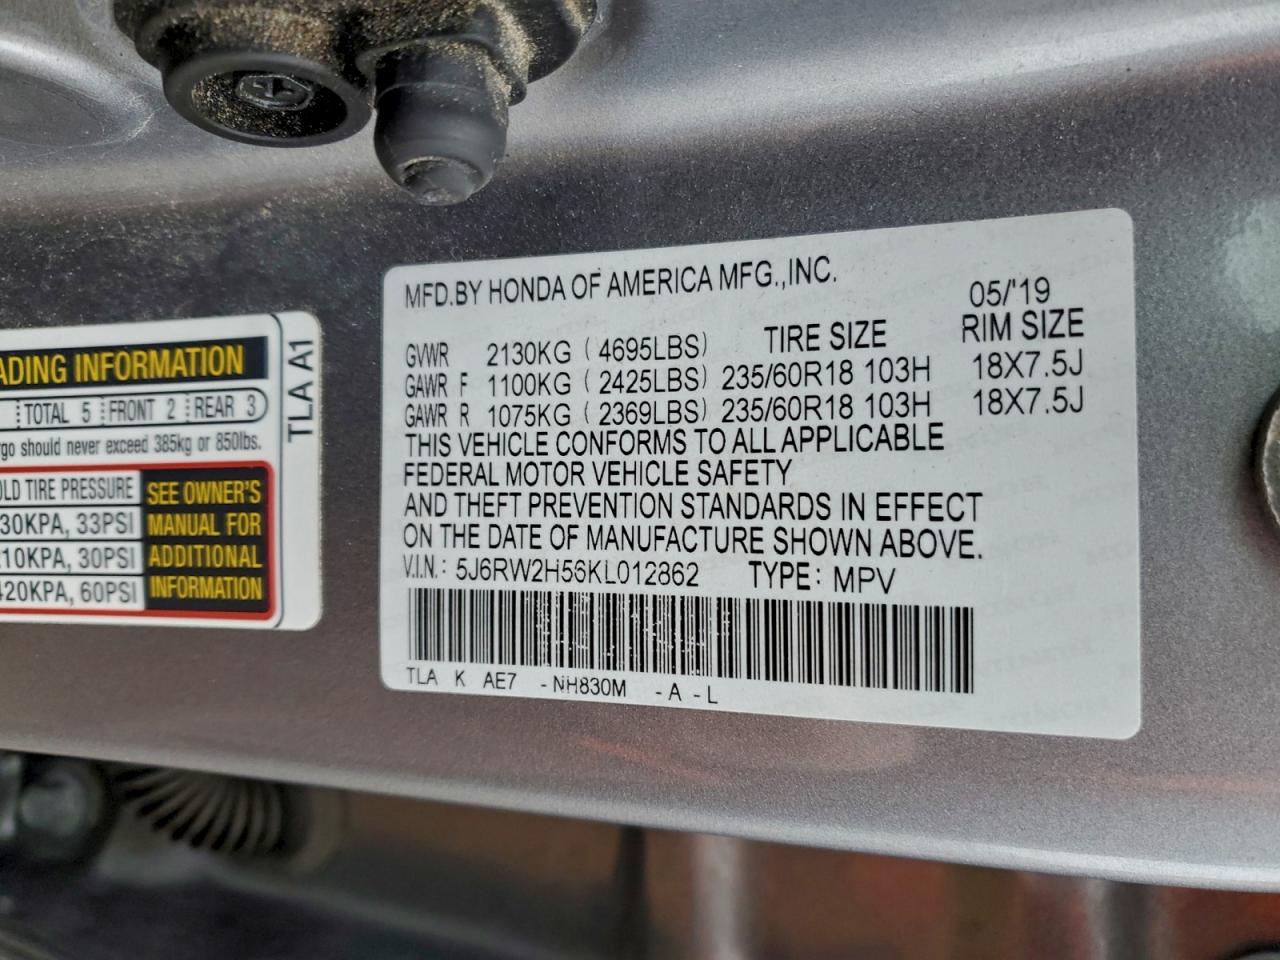 ADING INFORMATION
TOTAL 5 FRONT 2 REAR 3
go should never exceed 385kg or 850lbs.
OLD TIRE PRESSURE
30KPA, 33PSI
10KPA, 30PSI
420KPA, 60PSI
SEE OWNER'S
MANUAL FOR
ADDITIONAL
INFORMATION
TLA A1
MFD.BY HONDA OF AMERICA MFG.,INC.
05/'19
GVWR 2130KG (4695LBS) TIRE SIZE RIM SIZE
GAWR F 1100KG (2425LBS) 235/60R18 103H 18X7.5J
GAWR R 1075KG (2369LBS) 235/60R18 103H 18X7.5J
THIS VEHICLE CONFORMS TO ALL APPLICABLE
FEDERAL MOTOR VEHICLE SAFETY
AND THEFT PREVENTION STANDARDS IN EFFECT
ON THE DATE OF MANUFACTURE SHOWN ABOVE.
V.I.N.: 5J6RW2H56KL012862 TYPE: MPV
TLA K AE7 -NH830M -A -L